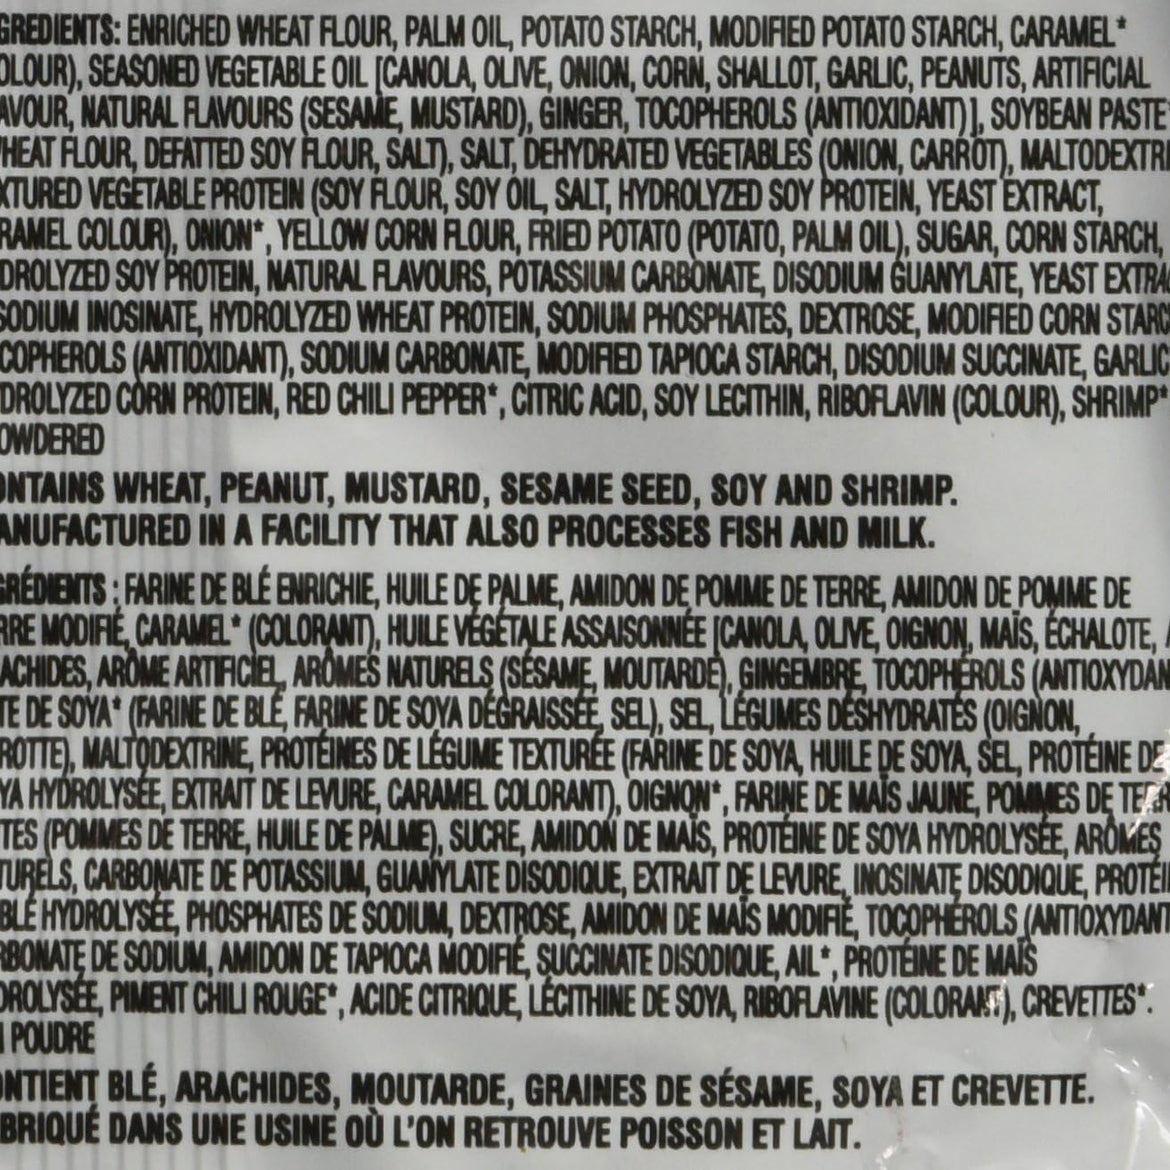 GREDIENTS: ENRICHED WHEAT FLOUR, PALM OIL, POTATO STARCH, MODIFIED POTATO STARCH, CARAMEL*
OLOUR), SEASONED VEGETABLE OIL [CANOLA, OLIVE, ONION, CORN, SHALLOT, GARLIC, PEANUTS, ARTIFICIAL
AVOUR, NATURAL FLAVOURS (SESAME, MUSTARD), GINGER, TOCOPHEROLS (ANTIOXIDANT)], SOYBEAN PASTE
HEAT FLOUR, DEFATTED SOY FLOUR, SALT), SALT, DEHYDRATED VEGETABLES (ONION, CARROT), MALTODEXTRI
XTURED VEGETABLE PROTEIN (SOY FLOUR, SOY OIL, SALT, HYDROLYZED SOY PROTEIN, YEAST EXTRACT,
RAMEL COLOUR), ONION*, YELLOW CORN FLOUR, FRIED POTATO (POTATO, PALM OIL), SUGAR, CORN STARCH,
DROLYZED SOY PROTEIN, NATURAL FLAVOURS, POTASSIUM CARBONATE, DISODIUM GUANYLATE, YEAST EXTRA
SODIUM INOSINATE, HYDROLYZED WHEAT PROTEIN, SODIUM PHOSPHATES, DEXTROSE, MODIFIED CORN STARC
COPHEROLS (ANTIOXIDANT), SODIUM CARBONATE, MODIFIED TAPIOCA STARCH, DISODIUM SUCCINATE, GARLIC
DROLYZED CORN PROTEIN, RED CHILI PEPPER*, CITRIC ACID, SOY LECITHIN, RIBOFLAVIN (COLOUR), SHRIMP*
OWDERED
ONTAINS WHEAT, PEANUT, MUSTARD, SESAME SEED, SOY AND SHRIMP.
ANUFACTURED IN A FACILITY THAT ALSO PROCESSES FISH AND MILK.
GRÉDIENTS : FARINE DE BLÉ ENRICHIE, HUILE DE PALME, AMIDON DE POMME DE TERRE, AMIDON DE POMME DE
RRE MODIFIÉ, CARAMEL* (COLORANT), HUILE VÉGÉTALE ASSAISONNÉE [CANOLA, OLIVE, OIGNON, MAÏS, ÉCHALOTE,
ACHIDES, ARÔME ARTIFICIEL, ARÔMES NATURELS (SÉSAME, MOUTARDE), GINGEMBRE, TOCOPHÉROLS (ANTIOXYDAN
TE DE SOYA* (FARINE DE BLÉ, FARINE DE SOYA DÉGRAISSÉE, SEL), SEL, LÉGUMES DÉSHYDRATÉS (OIGNON,
ROTTE), MALTODEXTRINE, PROTÉINES DE LÉGUME TEXTURÉE (FARINE DE SOYA, HUILE DE SOYA, SEL, PROTÉINE DE
YA HYDROLYSÉE, EXTRAIT DE LEVURE, CARAMEL COLORANT), OIGNON*, FARINE DE MAÏS JAUNE, POMMES DE TERR
TES (POMMES DE TERRE, HUILE DE PALME), SUCRE, AMIDON DE MAÏS, PROTÉINE DE SOYA HYDROLYSÉE, ARÔMES
TURELS, CARBONATE DE POTASSIUM, GUANYLATE DISODIQUE, EXTRAIT DE LEVURE, INOSINATE DISODIQUE, PROTÉI
BLÉ HYDROLYSÉE, PHOSPHATES DE SODIUM, DEXTROSE, AMIDON DE MAÏS MODIFIÉ, TOCOPHÉROLS (ANTIOXYDANT
RBONATE DE SODIUM, AMIDON DE TAPIOCA MODIFIÉ, SUCCINATE DISODIQUE, AIL*, PROTÉINE DE MAÏS
DROLYSÉE, PIMENT CHILI ROUGE*, ACIDE CITRIQUE, LÉCITHINE DE SOYA, RIBOFLAVINE (COLORANT), CREVETTES*.
POUDRE
ONTIENT BLÉ, ARACHIDES, MOUTARDE, GRAINES DE SÉSAME, SOYA ET CREVETTE.
BRIQUÉ DANS UNE USINE OÙ L'ON RETROUVE POISSON ET LAIT.